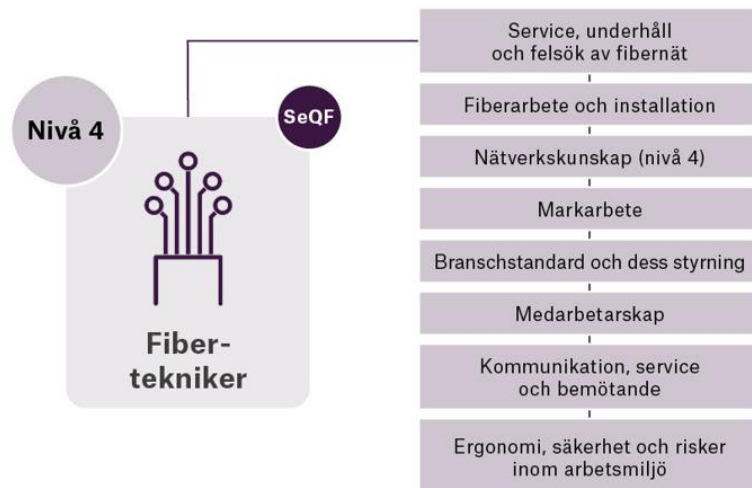 Nivå 4
SeQF
Fiber-
tekniker
Service, underhåll
och felsök av fibernät
Fiberarbete och installation
Nätverkskunskap (nivå 4)
Markarbete
Branschstandard och dess styrning
Medarbetarskap
Kommunikation, service
och bemötande
Ergonomi, säkerhet och risker
inom arbetsmiljö